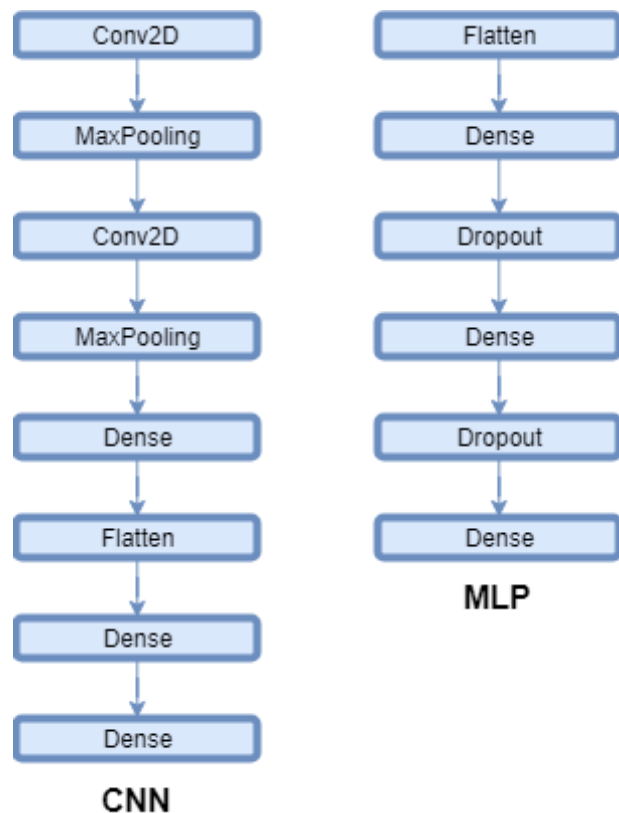 Conv2D
MaxPooling
Conv2D
MaxPooling
Dense
Flatten
Dense
Dense
CNN
Flatten
Dense
Dropout
Dense
Dropout
Dense
MLP